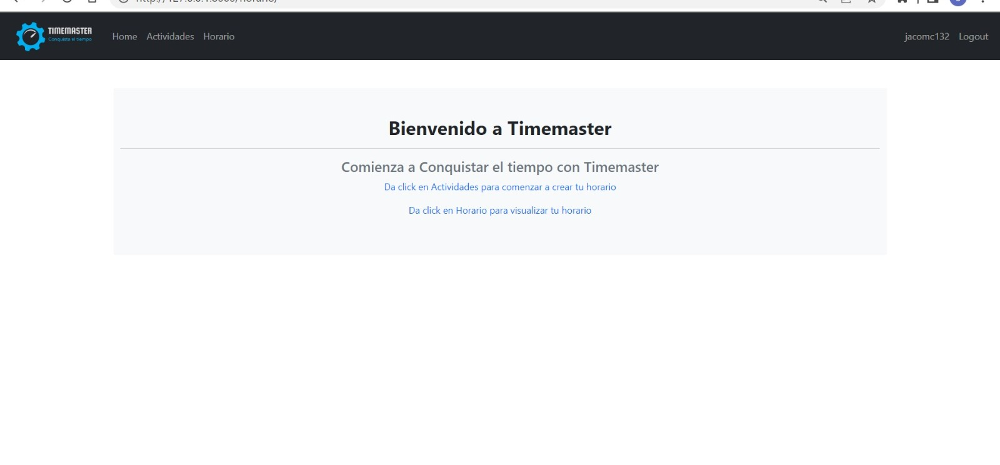 TIMEMASTER
Conquista el tiempo
Home Actividades Horario
jacomc132 Logout
Bienvenido a Timemaster
Comienza a Conquistar el tiempo con Timemaster
Da click en Actividades para comenzar a crear tu horario
Da click en Horario para visualizar tu horario